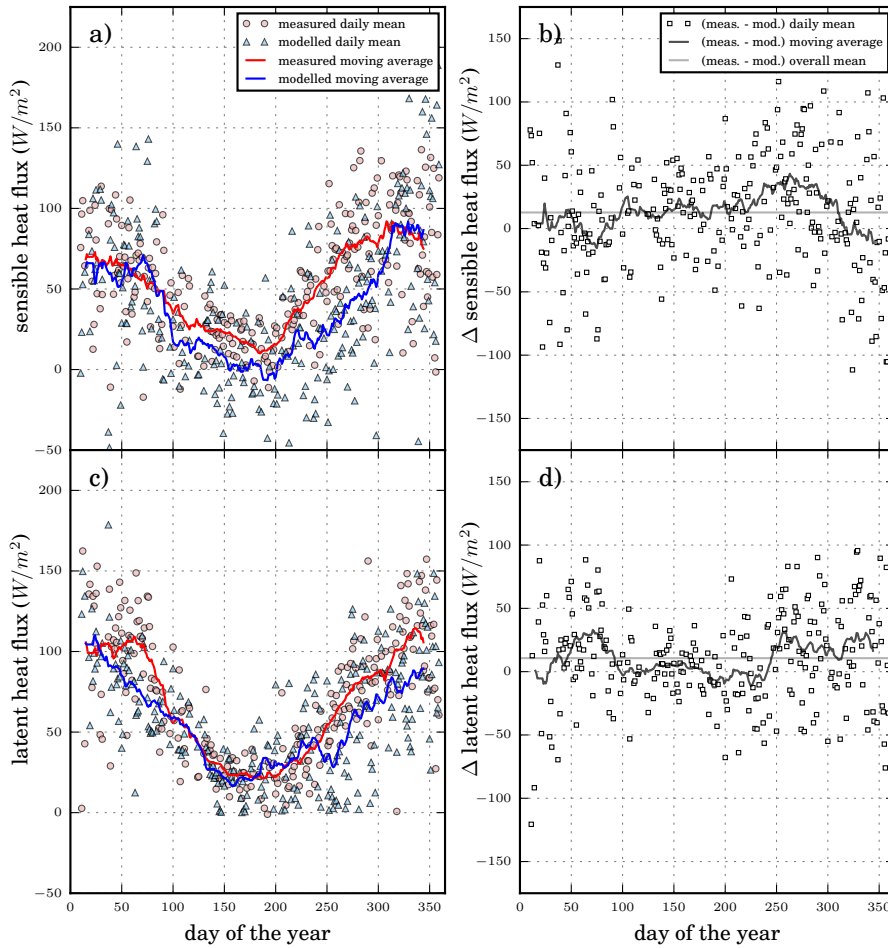 a)
measured daily mean
modelled daily mean
measured moving average
modelled moving average
sensible heat flux (W/m²)
200
150
100
50
0
−50
b)
(meas. - mod.) daily mean
(meas. - mod.) moving average
(meas. - mod.) overall mean
Δ sensible heat flux (W/m²)
150
100
50
0
−50
−100
−150
c)
latent heat flux (W/m²)
200
150
100
50
0
−50
0 50 100 150 200 250 300 350
day of the year
d)
Δ latent heat flux (W/m²)
150
100
50
0
−50
−100
−150
0 50 100 150 200 250 300 350
day of the year